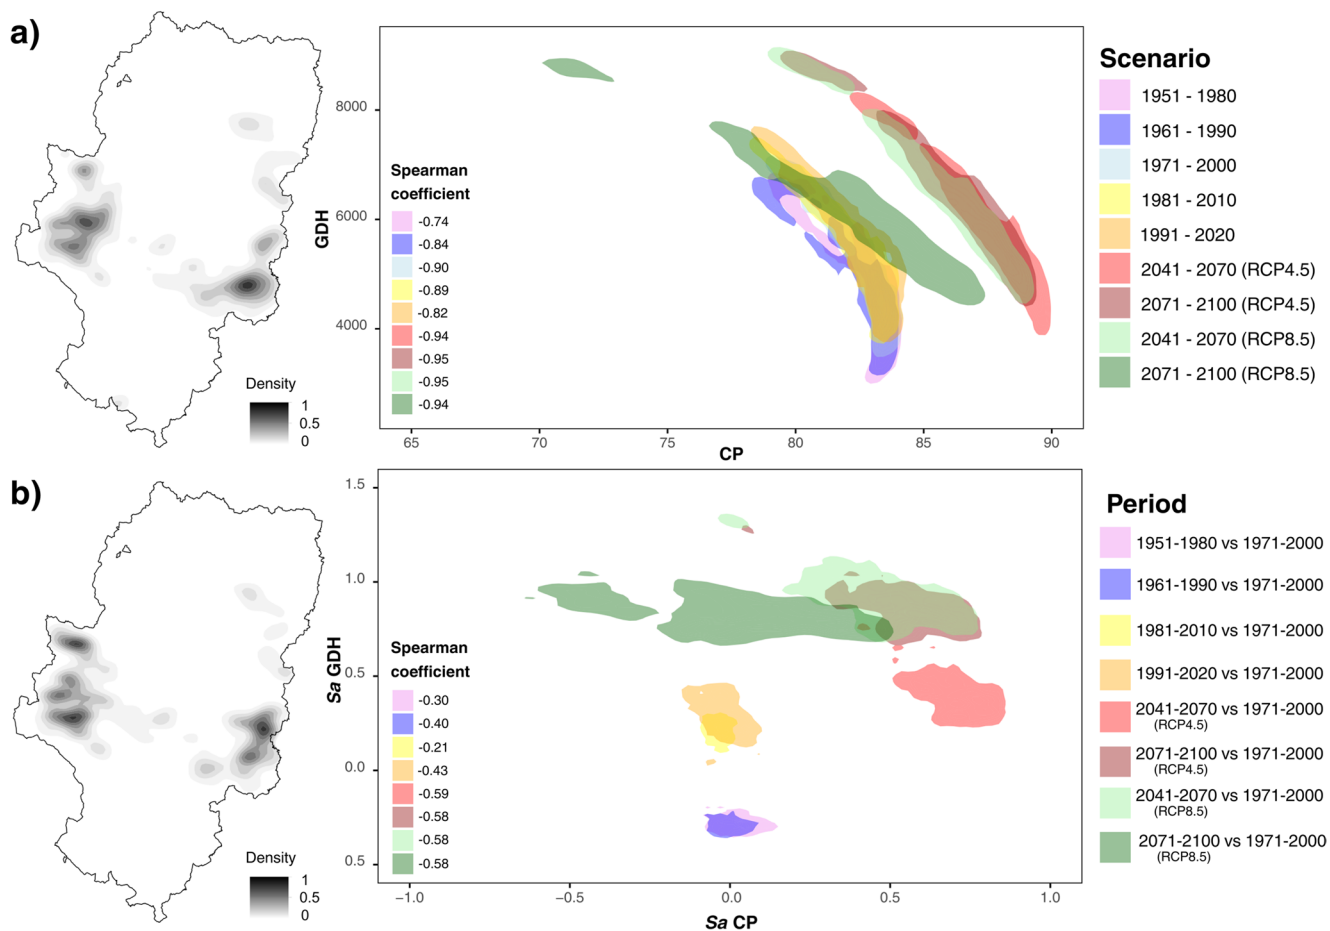 a)
Density
1
0.5
0
GDH
8000
6000
4000
Spearman
coefficient
-0.74
-0.84
-0.90
-0.89
-0.82
-0.94
-0.95
-0.95
-0.94
65
70
75
80
85
90
CP
Scenario
1951 - 1980
1961 - 1990
1971 - 2000
1981 - 2010
1991 - 2020
2041 - 2070 (RCP4.5)
2071 - 2100 (RCP4.5)
2041 - 2070 (RCP8.5)
2071 - 2100 (RCP8.5)
b)
Density
1
0.5
0
Sa GDH
1.5
1.0
0.5
0.0
0.5
Spearman
coefficient
-0.30
-0.40
-0.21
-0.43
-0.59
-0.58
-0.58
-0.58
−1.0
−0.5
0.0
0.5
1.0
Sa CP
Period
1951-1980 vs 1971-2000
1961-1990 vs 1971-2000
1981-2010 vs 1971-2000
1991-2020 vs 1971-2000
2041-2070 vs 1971-2000
(RCP4.5)
2071-2100 vs 1971-2000
(RCP4.5)
2041-2070 vs 1971-2000
(RCP8.5)
2071-2100 vs 1971-2000
(RCP8.5)